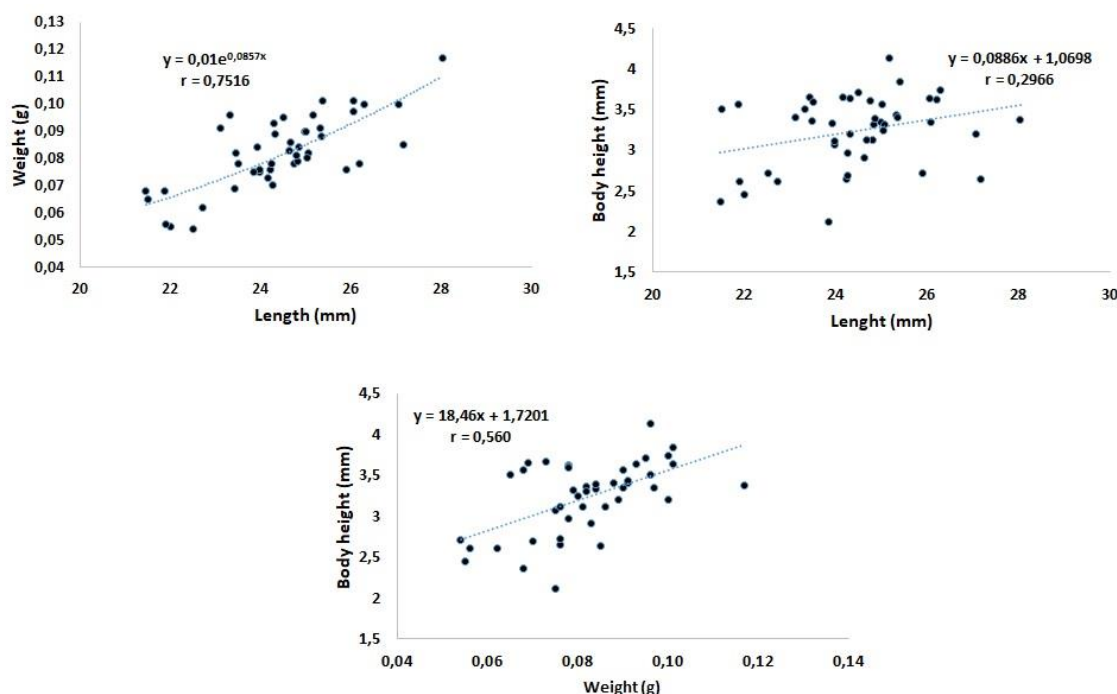 0,13
0,12
0,11
0,10
0,09
0,08
0,07
0,06
0,05
0,04
Weight (g)
y = 0,01e^0,0857x
r = 0,7516
20 22 24 26 28 30
Length (mm)
4,5
4
3,5
3
2,5
2
1,5
Body height (mm)
y = 0,0886x + 1,0698
r = 0,2966
20 22 24 26 28 30
Lenght (mm)
4,5
4
3,5
3
2,5
2
1,5
Body height (mm)
y = 18,46x + 1,7201
r = 0,560
0,04 0,06 0,08 0,10 0,12 0,14
Weight (g)